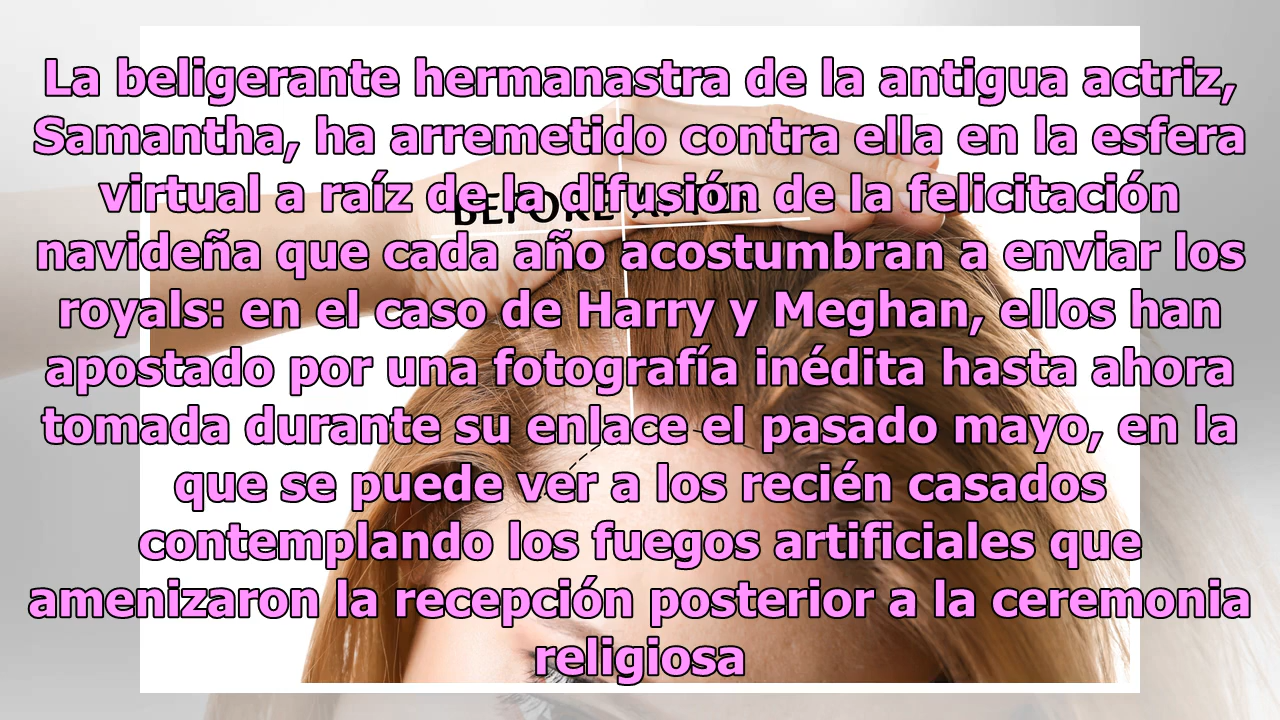 La beligerante hermanastra de la antigua actriz,
Samantha, ha arremetido contra ella en la esfera
virtual a raíz de la difusión de la felicitación
BEFORE AFTER
navideña que cada año acostumbran a enviar los
royals: en el caso de Harry y Meghan, ellos han
apostado por una fotografía inédita hasta ahora
tomada durante su enlace el pasado mayo, en la
que se puede ver a los recién casados
contemplando los fuegos artificiales que
amenizaron la recepción posterior a la ceremonia
religiosa